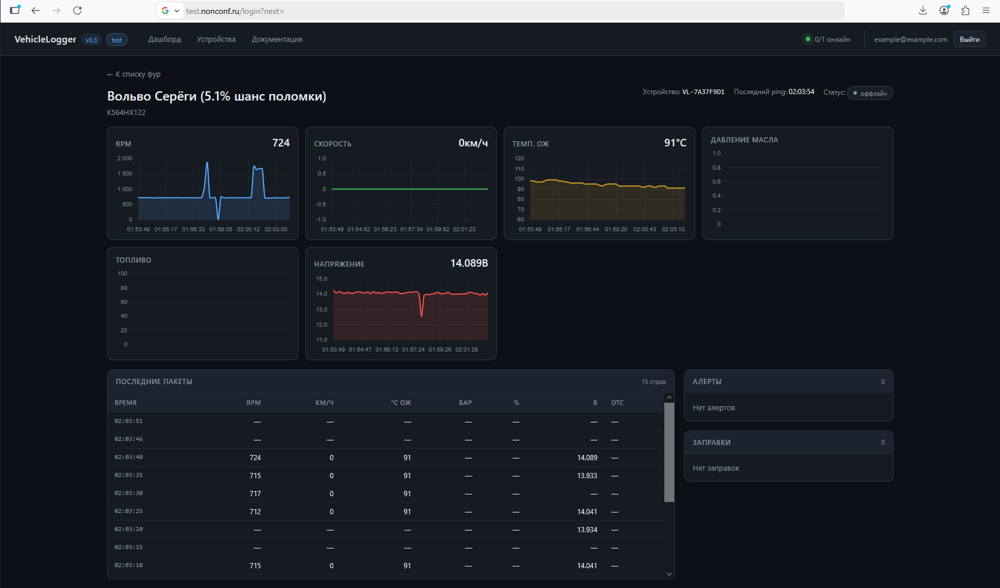 test.nonconf.ru/login?next=
VehicleLogger v0.3 test Дашборд Устройства Документация 0/1 онлайн example@example.com Выйти
← К списку фур
Вольво Серёги (5.1% шанс поломки)
Устройство: VL-7A37F9D1 Последний ping: 02:03:54 Статус: оффлайн
K564HX122
RPM 724
2 000
1 500
1 000
500
0
01:53:49 01:55:17 01:56:33 01:58:05 02:00:12 02:03:00
СКОРОСТЬ 0км/ч
1,0
0,5
0
-0,5
-1,0
01:53:49 01:54:52 01:56:23 01:57:34 01:59:52 02:01:23
ТЕМП. ОЖ 91°C
120
110
100
90
80
70
60
01:53:49 01:55:17 01:56:44 01:58:20 02:00:43 02:03:10
ДАВЛЕНИЕ МАСЛА
1,0
0,8
0,6
0,4
0,2
0
ТОПЛИВО
100
80
60
40
20
0
НАПРЯЖЕНИЕ 14.089В
15,0
14,0
13,0
12,0
11,0
01:53:49 01:54:47 01:56:13 01:57:24 01:59:26 02:01:28
ПОСЛЕДНИЕ ПАКЕТЫ 15 строк
ВРЕМЯ RPM КМ/Ч °C ОЖ БАР % В DTC
02:03:51 — — — — — — —
02:03:46 — — — — — — —
02:03:40 724 0 91 — — 14.089 —
02:03:35 715 0 91 — — 13.933 —
02:03:30 717 0 91 — — — —
02:03:25 712 0 91 — — 14.041 —
02:03:20 — — — — — 13.934 —
02:03:15 — — — — — — —
02:03:10 715 0 91 — — 14.041 —
АЛЕРТЫ 0
Нет алертов
ЗАПРАВКИ 0
Нет заправок